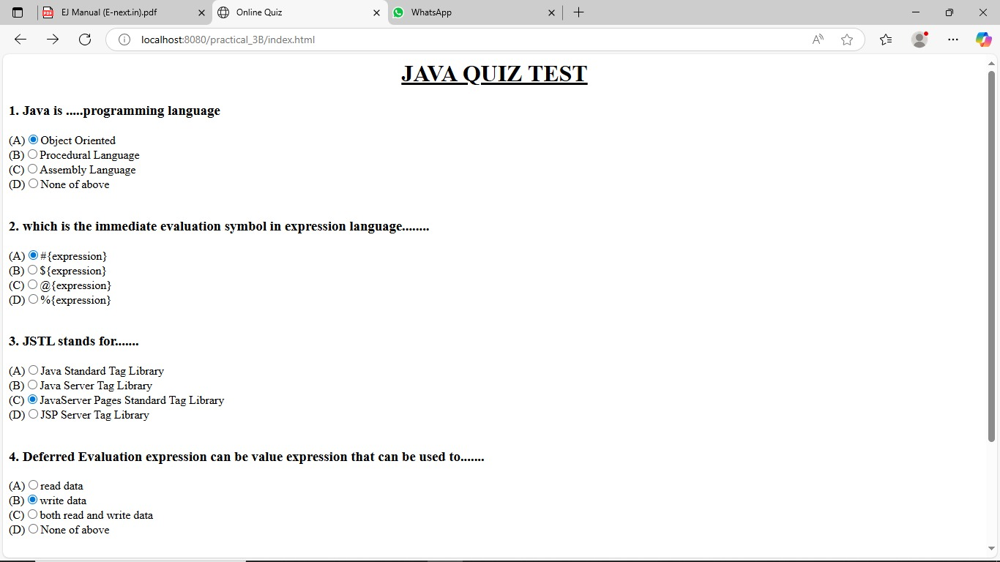 EJ Manual (E-next.in).pdf
Online Quiz
WhatsApp
localhost:8080/practical_3B/index.html
JAVA QUIZ TEST
1. Java is .....programming language
(A) Object Oriented
(B) Procedural Language
(C) Assembly Language
(D) None of above
2. which is the immediate evaluation symbol in expression language........
(A) #{expression}
(B) ${expression}
(C) @{expression}
(D) %{expression}
3. JSTL stands for.......
(A) Java Standard Tag Library
(B) Java Server Tag Library
(C) JavaServer Pages Standard Tag Library
(D) JSP Server Tag Library
4. Deferred Evaluation expression can be value expression that can be used to.......
(A) read data
(B) write data
(C) both read and write data
(D) None of above